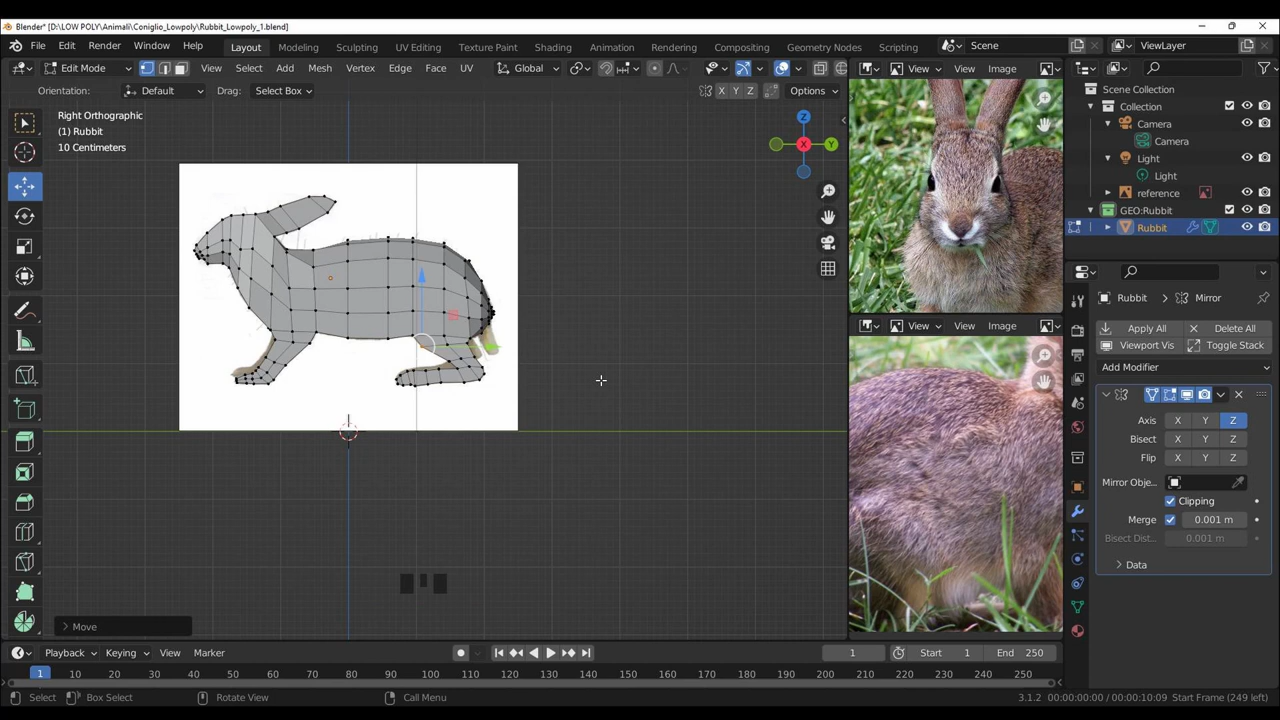 Blender* [D:\LOW POLY\Animali\Coniglio_Lowpoly\Rubbit_Lowpoly_1.blend]
File Edit Render Window Help Layout Modeling Sculpting UV Editing Texture Paint Shading Animation Rendering Compositing Geometry Nodes Scripting Scene ViewLayer
Edit Mode View Select Add Mesh Vertex Edge Face UV Global View View Image
Orientation: Default Drag: Select Box X Y Z Options
Right Orthographic
(1) Rubbit
10 Centimeters
Z
X
Y
View View Image
Scene Collection
Collection
Camera
Camera
Light
Light
reference
GEO:Rubbit
Rubbit
Rubbit Mirror
Apply All Delete All
Viewport Vis Toggle Stack
Add Modifier
Axis X Y Z
Bisect X Y Z
Flip X Y Z
Mirror Obje...
Clipping
Merge 0.001 m
Bisect Dist... 0.001 m
Data
Move
Playback Keying View Marker 1 Start 1 End 250
1 10 20 30 40 50 60 70 80 90 100 110 120 130 140 150 160 170 180 190 200 210 220 230 240 250
Select Box Select Rotate View Call Menu 3.1.2 00:00:00:00 / 00:00:10:09 Start Frame (249 left)